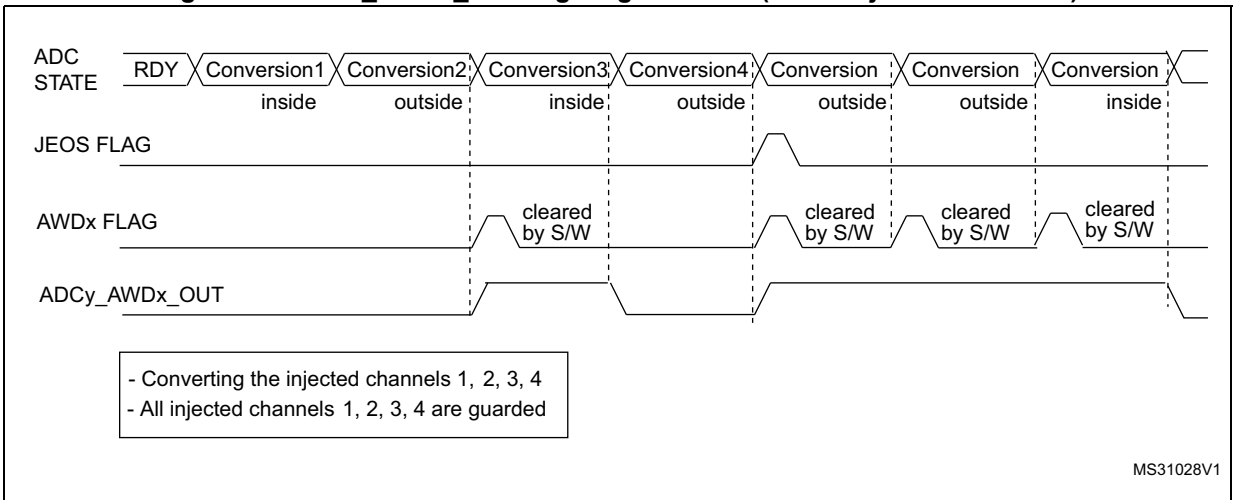 ADC
STATE
RDY Conversion1 Conversion2 Conversion3 Conversion4 Conversion Conversion Conversion
inside outside inside outside outside outside inside
JEOS FLAG
AWDx FLAG
cleared by S/W
cleared by S/W
cleared by S/W
cleared by S/W
ADCy_AWDx_OUT
- Converting the injected channels 1, 2, 3, 4
- All injected channels 1, 2, 3, 4 are guarded
MS31028V1